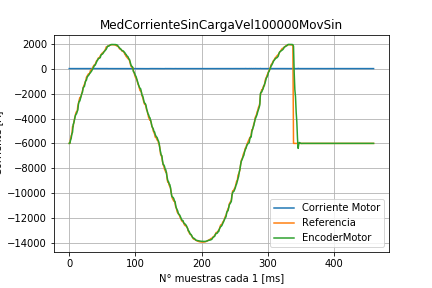 MedCorrienteSinCargaVel100000MovSin
2000
0
−2000
−4000
−6000
−8000
−10000
−12000
−14000
Corriente Motor
Referencia
EncoderMotor
0 100 200 300 400
N° muestras cada 1 [ms]